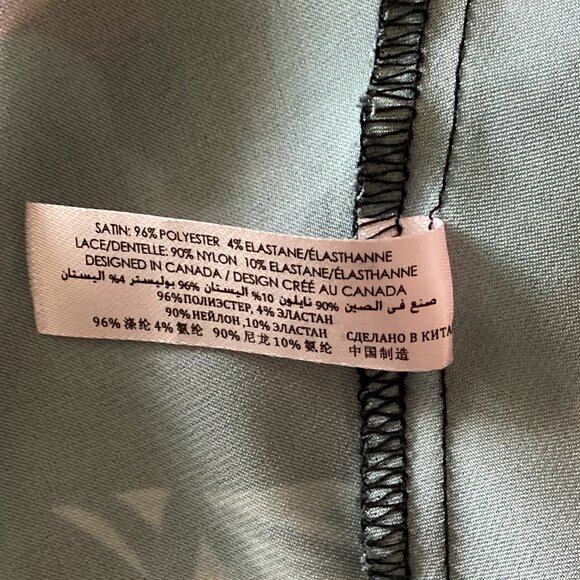 SATIN: 96% POLYESTER 4% ELASTANE/ÉLASTHANNE
LACE/DENTELLE: 90% NYLON 10% ELASTANE/ÉLASTHANNE
DESIGNED IN CANADA / DESIGN CRÉÉ AU CANADA
صنع في الصين 90% نايلون 10% اليستان 96% بوليستر 4% اليستان
96%ПОЛИЭСТЕР, 4% ЭЛАСТАН
90%НЕЙЛОН ,10% ЭЛАСТАН СДЕЛАНО В КИТА
96% 涤纶 4% 氨纶 90% 尼龙 10% 氨纶 中国制造